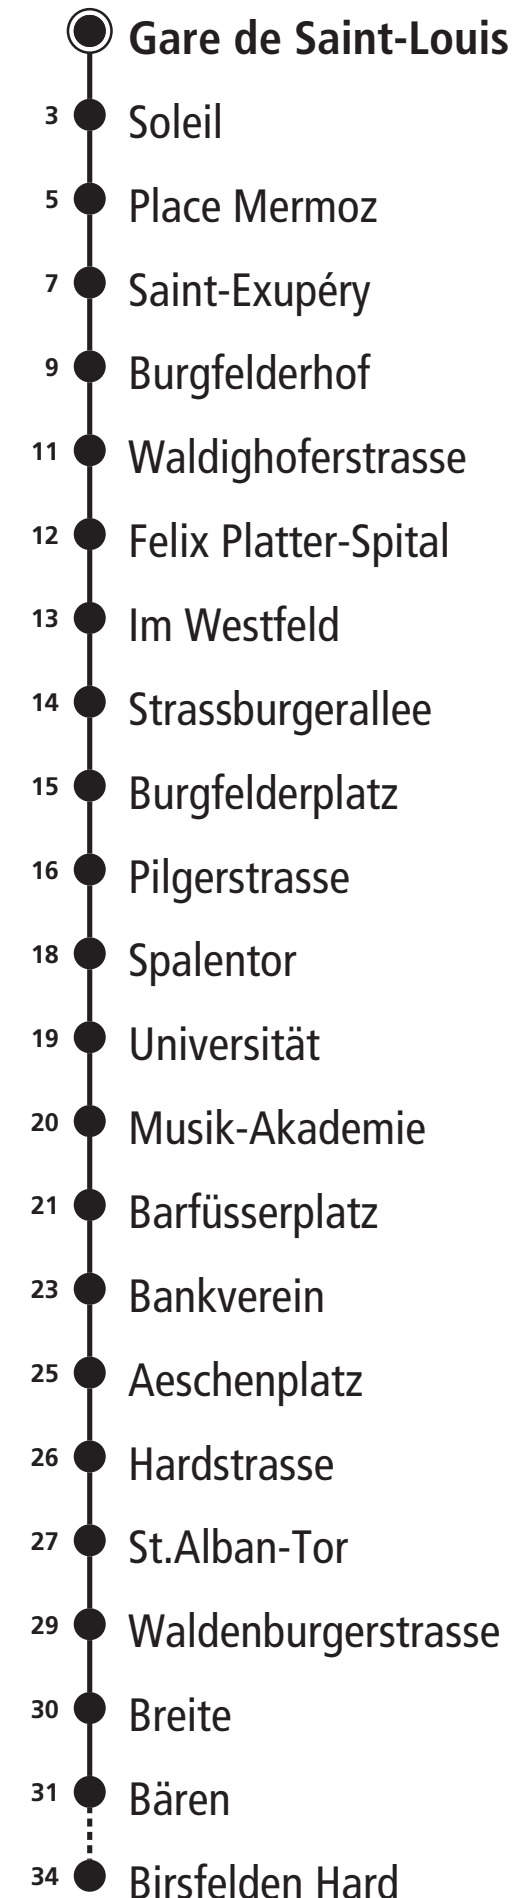 Gare de Saint-Louis
3 Soleil
5 Place Mermoz
7 Saint-Exupéry
9 Burgfelderhof
11 Waldighoferstrasse
12 Felix Platter-Spital
13 Im Westfeld
14 Strassburgerallee
15 Burgfelderplatz
16 Pilgerstrasse
18 Spalentor
19 Universität
20 Musik-Akademie
21 Barfüsserplatz
23 Bankverein
25 Aeschenplatz
26 Hardstrasse
27 St.Alban-Tor
29 Waldenburgerstrasse
30 Breite
31 Bären
34 Birsfelden Hard